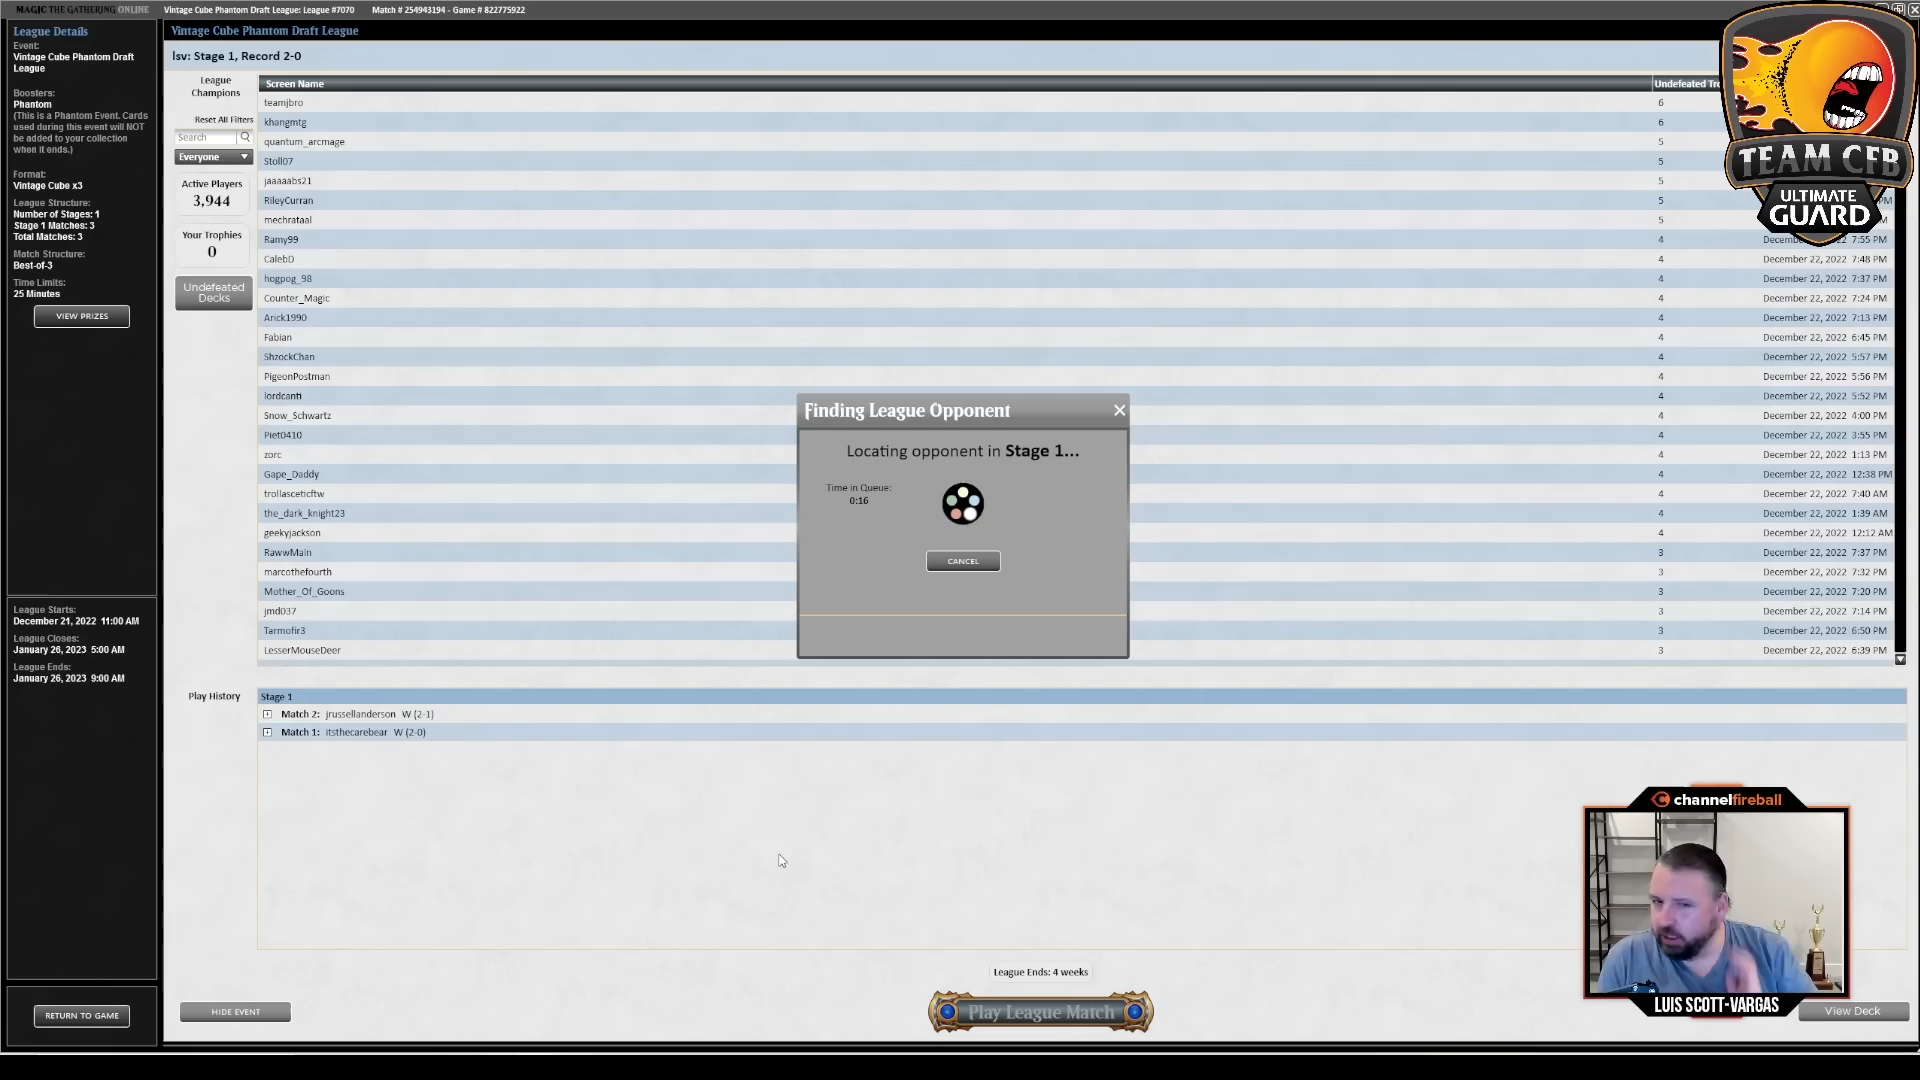 MAGIC THE GATHERING ONLINE
Vintage Cube Phantom Draft League: League #7070
Match # 254943194 - Game # 822775922
League Details
Event:
Vintage Cube Phantom Draft
League
Boosters:
Phantom
(This is a Phantom Event. Cards
used during this event will NOT
be added to your collection
when it ends.)
Format:
Vintage Cube x3
League Structure:
Number of Stages: 1
Stage 1 Matches: 3
Total Matches: 3
Match Structure:
Best-of-3
Time Limits:
25 Minutes
VIEW PRIZES
League Starts:
December 21, 2022 11:00 AM
League Closes:
January 26, 2023 5:00 AM
League Ends:
January 26, 2023 9:00 AM
RETURN TO GAME
Vintage Cube Phantom Draft League
lsv: Stage 1, Record 2-0
League
Champions
Reset All Filters
Search
Everyone
Active Players
3,944
Your Trophies
0
Undefeated
Decks
Screen Name Undefeated
teamjbro 6
khangmtg 6
quantum_arcmage 5
Stoll07 5
jaaaaabs21 5
RileyCurran 5 PM
mechrataal 5
Ramy99 4 7:55 PM
CalebD 4 December 22, 2022 7:48 PM
hogpog_98 4 December 22, 2022 7:37 PM
Counter_Magic 4 December 22, 2022 7:24 PM
Arick1990 4 December 22, 2022 7:13 PM
Fabian 4 December 22, 2022 6:45 PM
ShzockChan 4 December 22, 2022 5:57 PM
PigeonPostman 4 December 22, 2022 5:56 PM
lordcanti 4 December 22, 2022 5:52 PM
Snow_Schwartz 4 December 22, 2022 4:00 PM
Piet0410 4 December 22, 2022 3:55 PM
zorc 4 December 22, 2022 1:13 PM
Gape_Daddy 4 December 22, 2022 12:38 PM
trollasceticftw 4 December 22, 2022 7:40 AM
the_dark_knight23 4 December 22, 2022 1:39 AM
geekyjackson 4 December 22, 2022 12:12 AM
RawwMain 3 December 22, 2022 7:37 PM
marcothefourth 3 December 22, 2022 7:32 PM
Mother_Of_Goons 3 December 22, 2022 7:20 PM
jmd037 3 December 22, 2022 7:14 PM
Tarmofir3 3 December 22, 2022 6:50 PM
LesserMouseDeer 3 December 22, 2022 6:39 PM
Finding League Opponent
Locating opponent in Stage 1...
Time in Queue:
0:16
CANCEL
Play History
Stage 1
Match 2: jrussellanderson W (2-1)
Match 1: itsthecarebear W (2-0)
League Ends: 4 weeks
HIDE EVENT
Play League Match
View Deck
TEAM CFB
ULTIMATE
GUARD
channelfireball
LUIS SCOTT-VARGAS